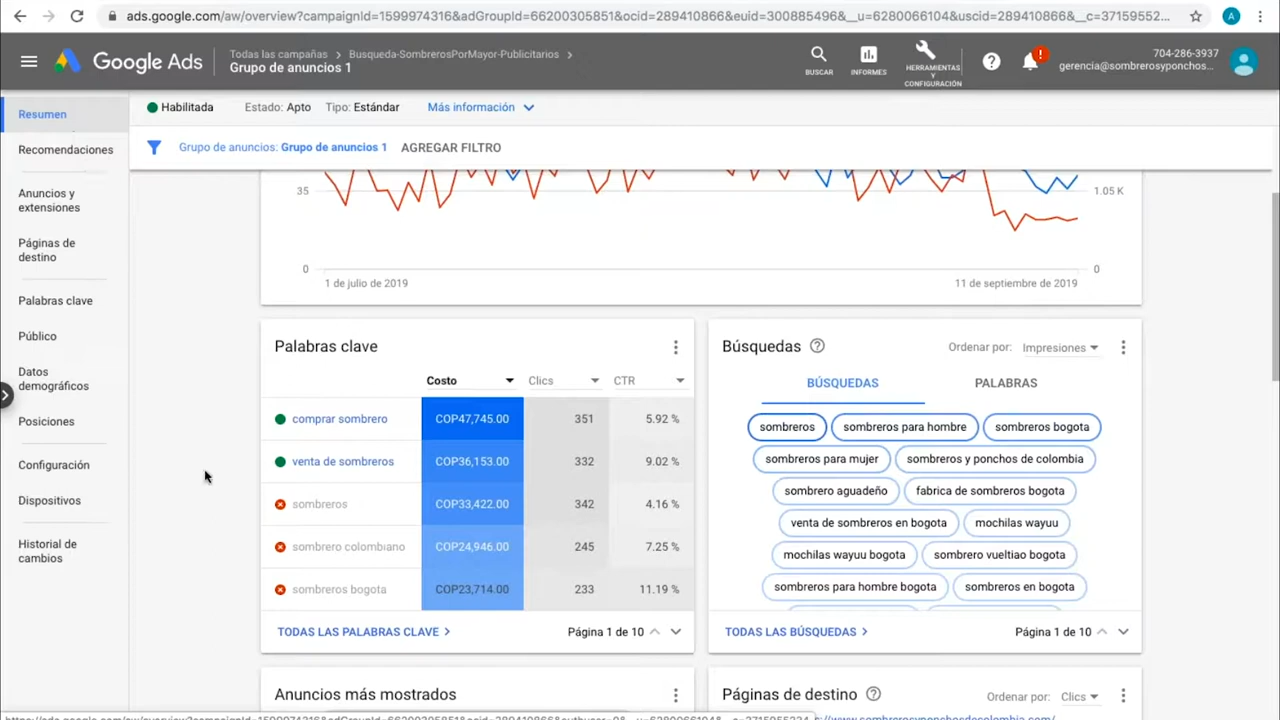 ads.google.com/aw/overview?campaignId=1599974316&adGroupId=66200305851&ocid=289410866&euid=300885496&__u=6280066104&uscid=289410866&__c=37159552...
A
Google Ads
Todas las campañas > Busqueda-SombrerosPorMayor-Publicitarios >
Grupo de anuncios 1
BUSCAR
INFORMES
HERRAMIENTAS
Y
CONFIGURACIÓN
704-286-3937
gerencia@sombrerosyponchos...
Resumen
Recomendaciones
Anuncios y
extensiones
Páginas de
destino
Palabras clave
Público
Datos
demográficos
Posiciones
Configuración
Dispositivos
Historial de
cambios
Habilitada Estado: Apto Tipo: Estándar Más información
Grupo de anuncios: Grupo de anuncios 1 AGREGAR FILTRO
35 1.05 K
0 0
1 de julio de 2019 11 de septiembre de 2019
Palabras clave
Costo Clics CTR
comprar sombrero COP47,745.00 351 5.92 %
venta de sombreros COP36,153.00 332 9.02 %
sombreros COP33,422.00 342 4.16 %
sombrero colombiano COP24,946.00 245 7.25 %
sombreros bogota COP23,714.00 233 11.19 %
TODAS LAS PALABRAS CLAVE > Página 1 de 10
Búsquedas Ordenar por: Impresiones
BÚSQUEDAS PALABRAS
sombreros sombreros para hombre sombreros bogota
sombreros para mujer sombreros y ponchos de colombia
sombrero aguadeño fabrica de sombreros bogota
venta de sombreros en bogota mochilas wayuu
mochilas wayuu bogota sombrero vueltiao bogota
sombreros para hombre bogota sombreros en bogota
TODAS LAS BÚSQUEDAS > Página 1 de 10
Anuncios más mostrados
Páginas de destino Ordenar por: Clics